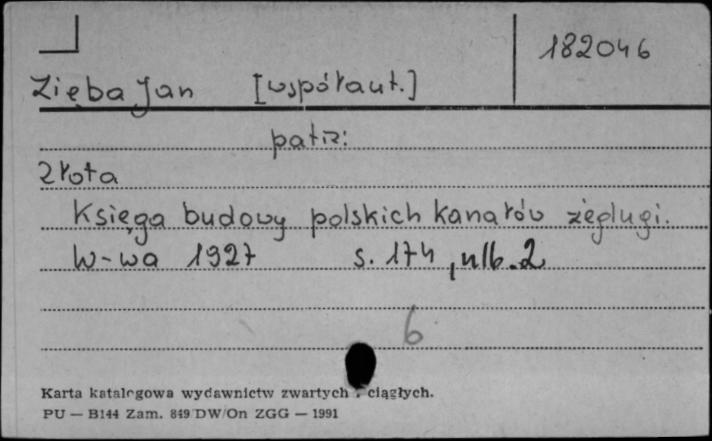 182046
Zięba Jan [współaut.]
patrz:
Złota
Księga budowy polskich kanałów żeglugi.
W-wa 1927 s. 174, nlb. 2
6
Karta katalogowa wydawnictw zwartych i ciągłych.
PU — B144 Zam. 849/DW/On ZGG — 1991